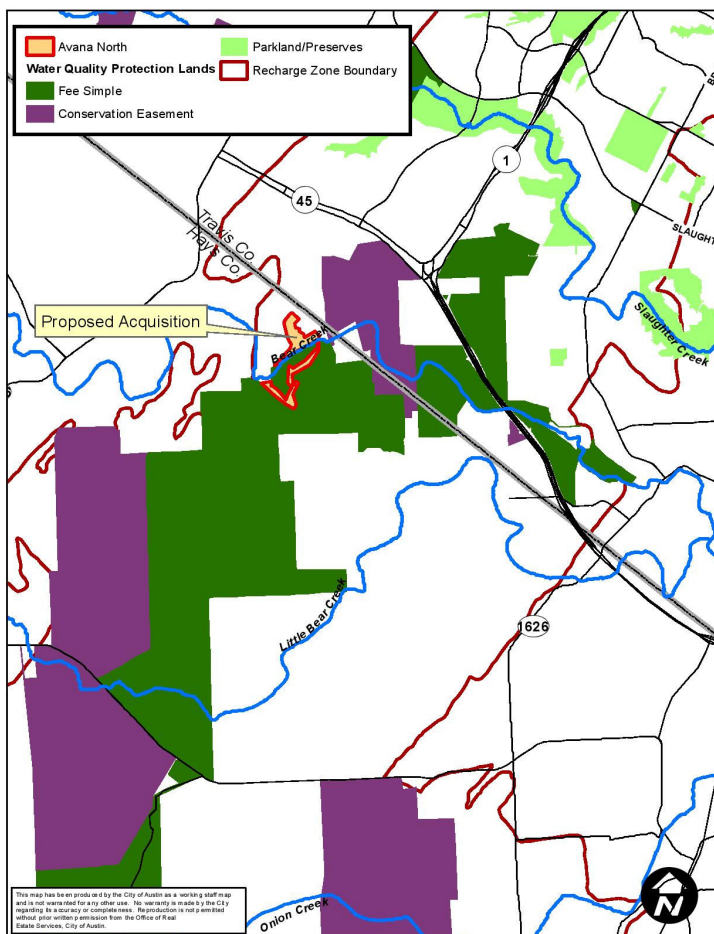 Avana North
Parkland/Preserves
Water Quality Protection Lands
Recharge Zone Boundary
Fee Simple
Conservation Easement
1
45
SLAUGHT
Travis Co.
Hays Co.
Proposed Acquisition
Bear Creek
Slaughter Creek
Little Bear Creek
1626
Onion Creek
N
This map has been produced by the City of Austin as a working staff map
and is not warranted for any other use. No warranty is made by the City
regarding its accuracy or completeness. Reproduction is not permitted
without prior written permission from the Office of Real
Estate Services, City of Austin.